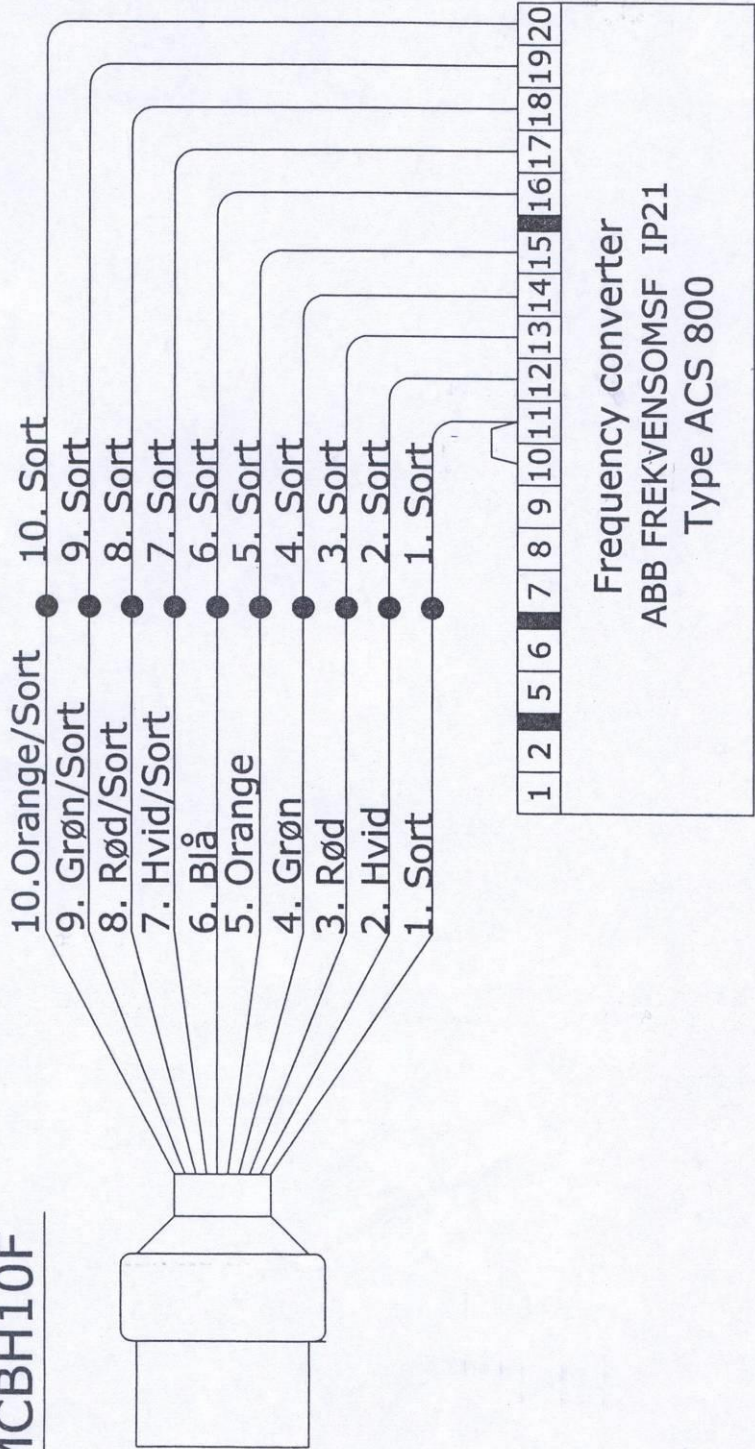 MCBH10F
10.Orange/Sort
9. Grøn/Sort
8. Rød/Sort
7. Hvid/Sort
6. Blå
5. Orange
4. Grøn
3. Rød
2. Hvid
1. Sort
10. Sort
9. Sort
8. Sort
7. Sort
6. Sort
5. Sort
4. Sort
3. Sort
2. Sort
1. Sort
1 2 5 6 7 8 9 10 11 12 13 14 15 16 17 18 19 20
Frequency converter
ABB FREKVENSOMSF IP21
Type ACS 800